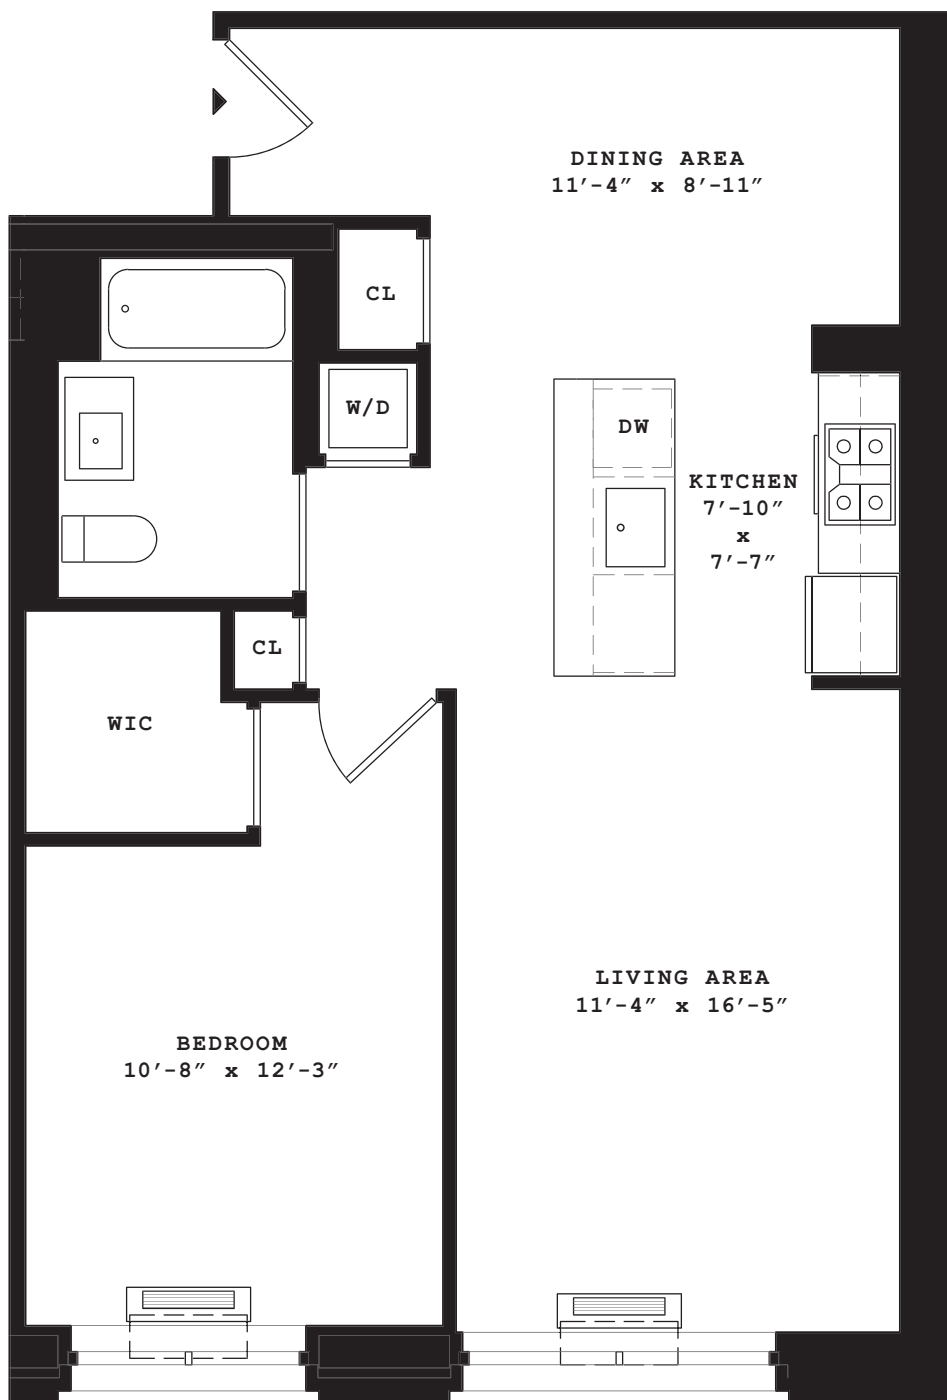 DINING AREA
11′-4″ x 8′-11″
CL
W/D
DW
KITCHEN
7′-10″
x
7′-7″
CL
WIC
LIVING AREA
11′-4″ x 16′-5″
BEDROOM
10′-8″ x 12′-3″